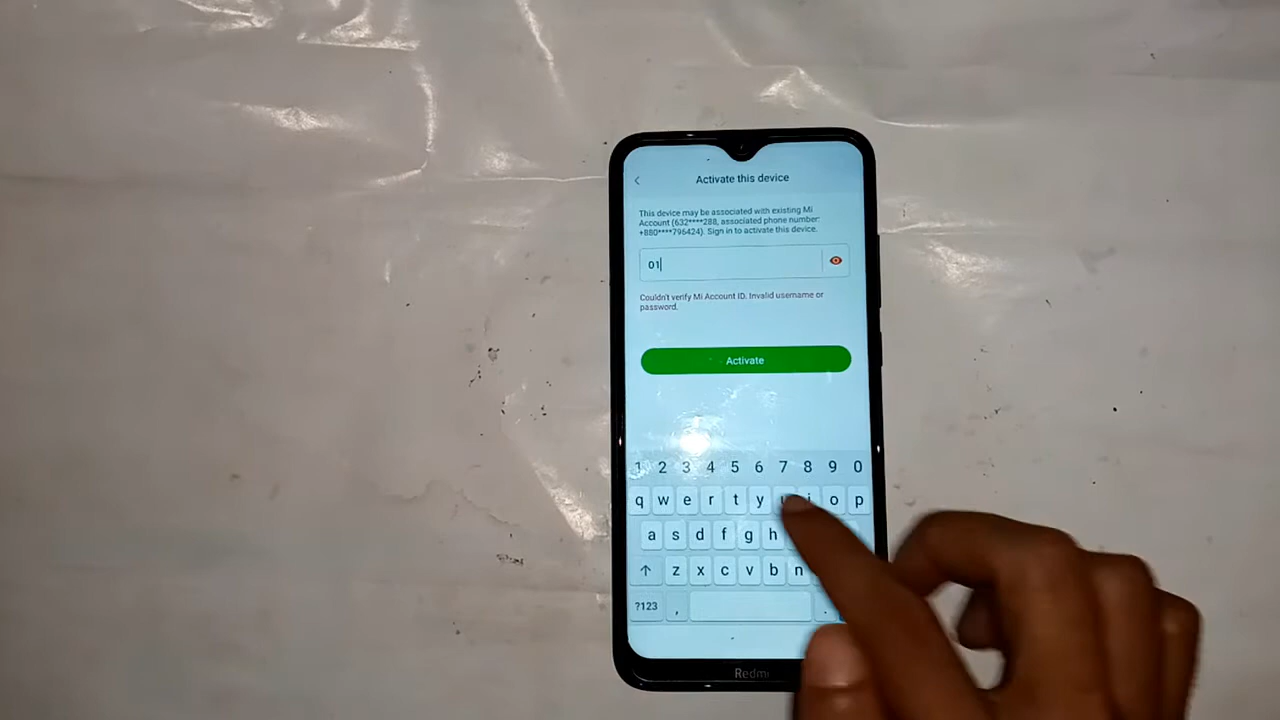 Activate this device
This device may be associated with existing Mi
Account (632****288, associated phone number:
+880****796424). Sign in to activate this device.
01
Couldn't verify Mi Account ID. Invalid username or
password.
Activate
1 2 3 4 5 6 7 8 9 0
q w e r t y u i o p
a s d f g h
z x c v b n
?123 , .
Redmi